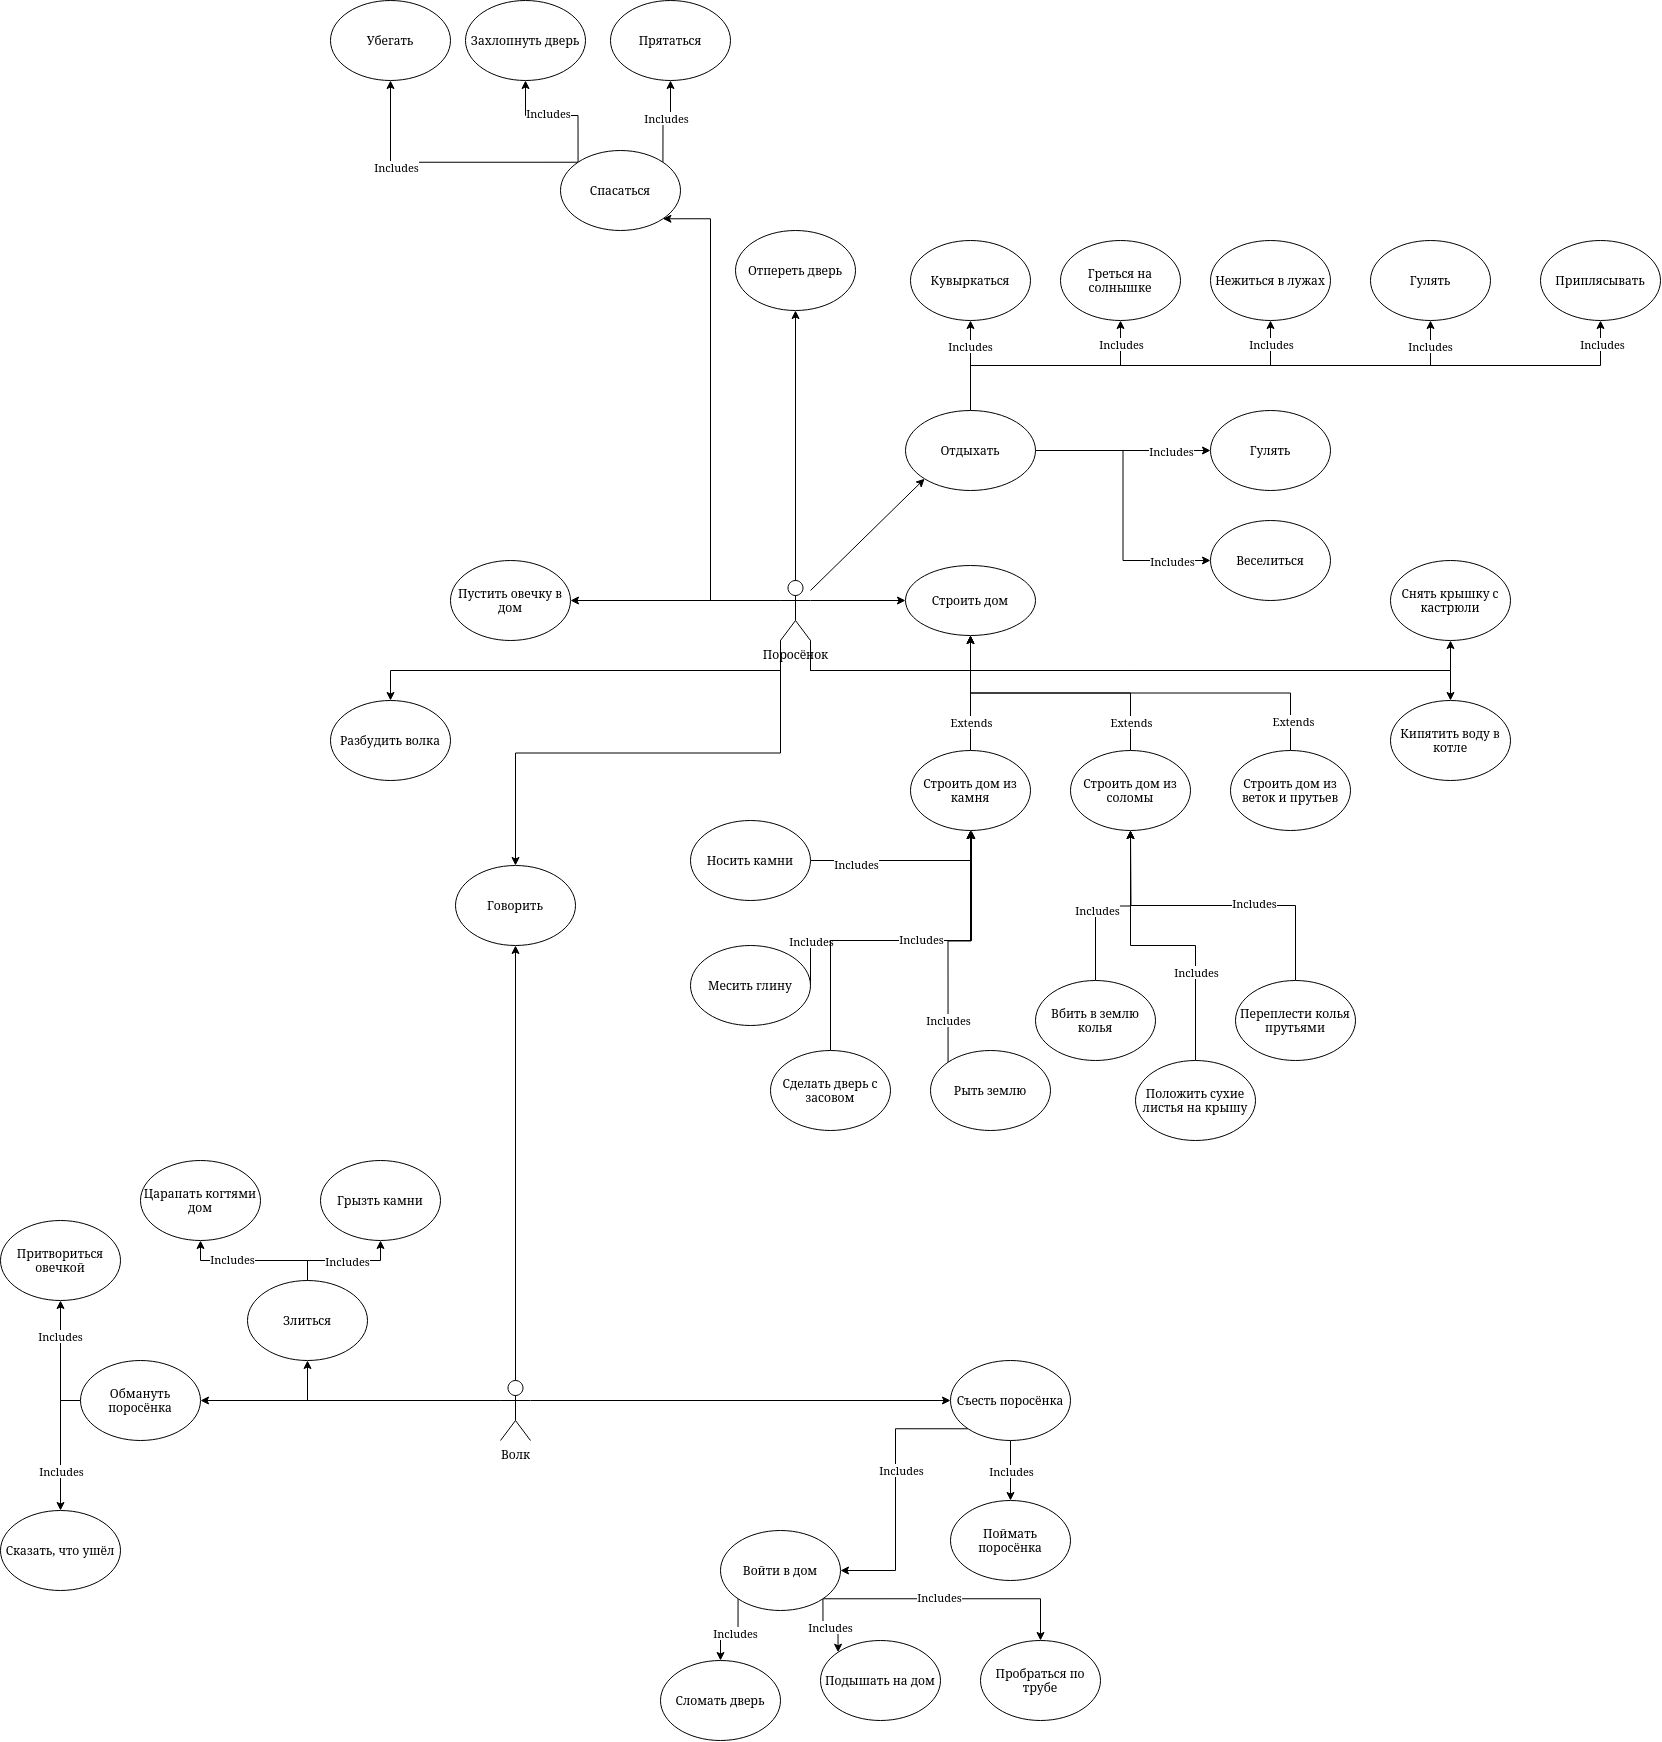 Убегать
Захлопнуть дверь
Прятаться
Includes
Includes
Includes
Спасаться
Отпереть дверь
Кувыркаться
Греться на
солнышке
Нежиться в лужах
Гулять
Приплясывать
Includes
Includes
Includes
Includes
Includes
Отдыхать
Includes
Гулять
Includes
Веселиться
Пустить овечку в
дом
Строить дом
Снять крышку с
кастрюли
Поросёнок
Разбудить волка
Кипятить воду в
котле
Extends
Extends
Extends
Строить дом из
камня
Строить дом из
соломы
Строить дом из
веток и прутьев
Носить камни
Includes
Говорить
Includes
Includes
Includes
Includes
Месить глину
Includes
Includes
Вбить в землю
колья
Переплести колья
прутьями
Сделать дверь с
засовом
Рыть землю
Положить сухие
листья на крышу
Царапать когтями
дом
Грызть камни
Притвориться
овечкой
Includes
Includes
Злиться
Includes
Обмануть
поросёнка
Съесть поросёнка
Волк
Includes
Includes
Includes
Сказать, что ушёл
Поймать
поросёнка
Войти в дом
Includes
Includes
Includes
Сломать дверь
Подышать на дом
Пробраться по
трубе